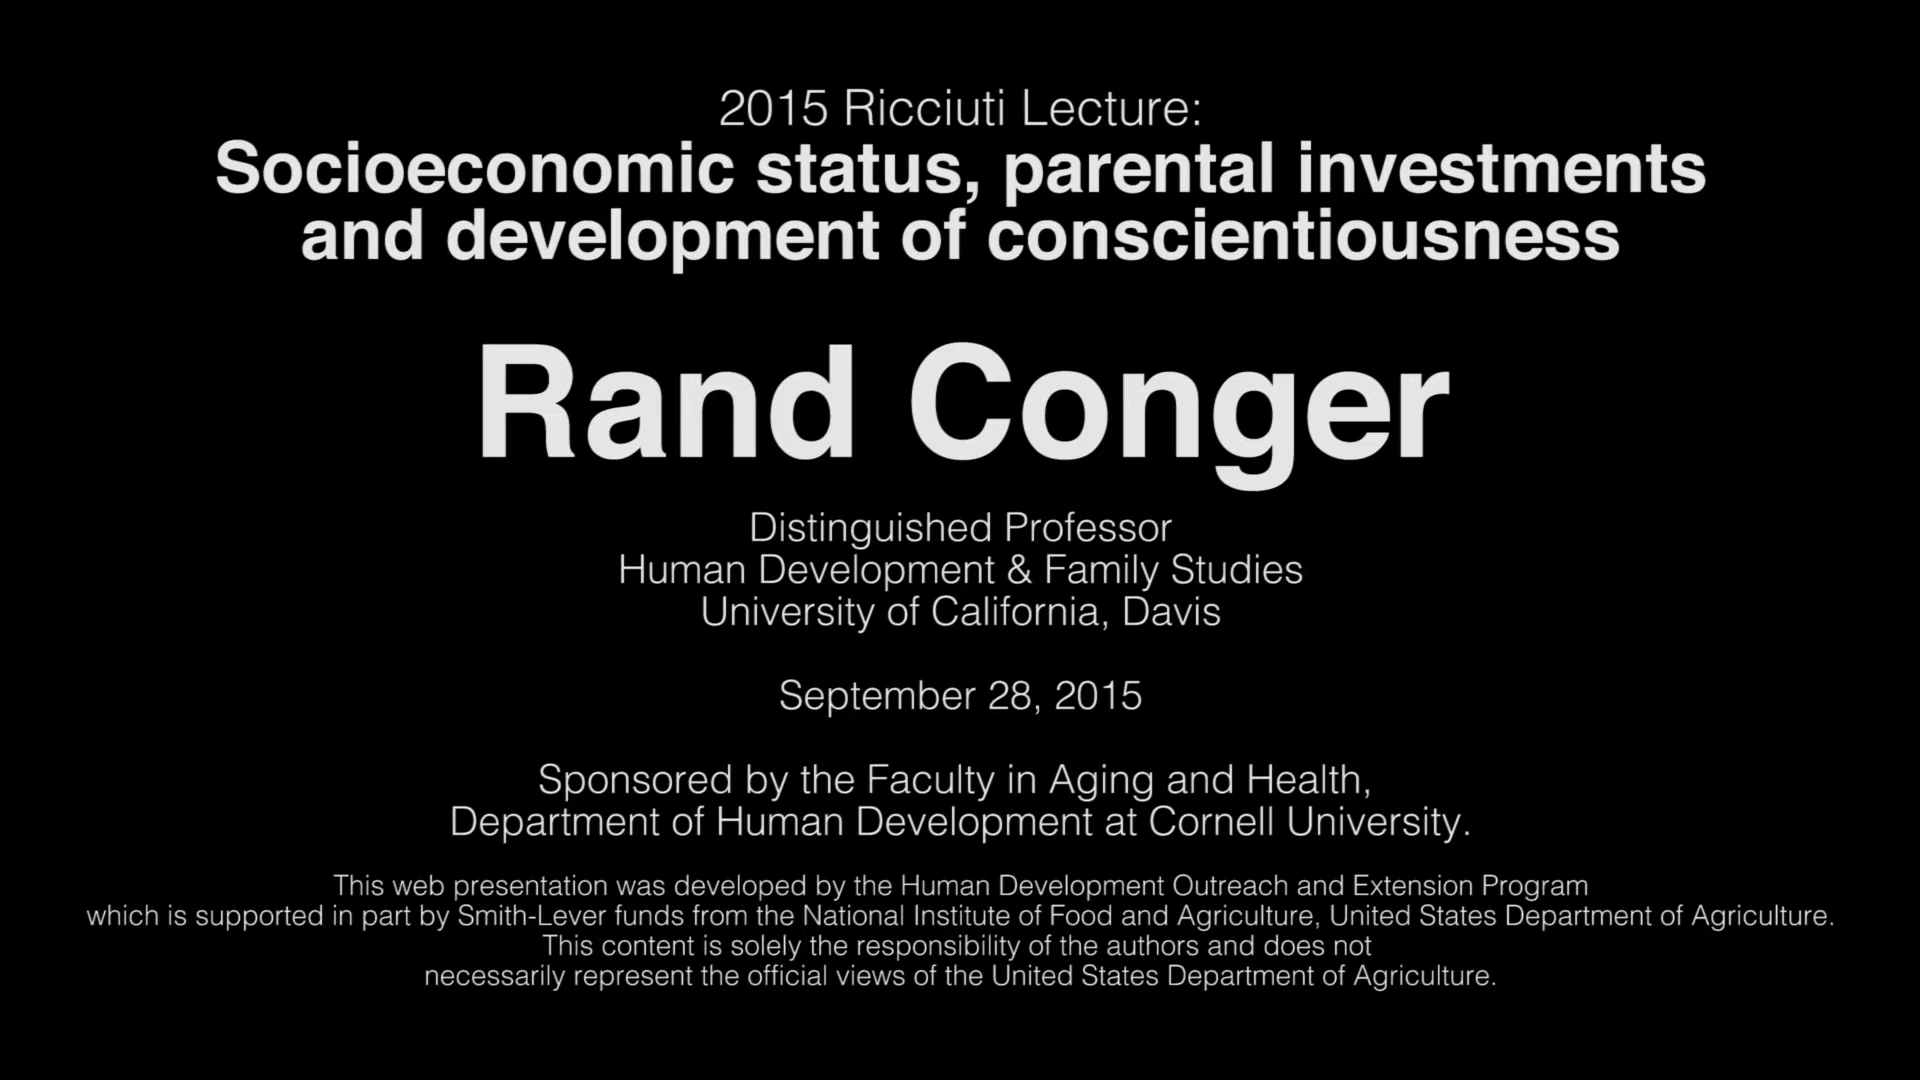 2015 Ricciuti Lecture:
Socioeconomic status, parental investments
and development of conscientiousness
Rand Conger
Distinguished Professor
Human Development & Family Studies
University of California, Davis
September 28, 2015
Sponsored by the Faculty in Aging and Health,
Department of Human Development at Cornell University.
This web presentation was developed by the Human Development Outreach and Extension Program
which is supported in part by Smith-Lever funds from the National Institute of Food and Agriculture, United States Department of Agriculture.
This content is solely the responsibility of the authors and does not
necessarily represent the official views of the United States Department of Agriculture.